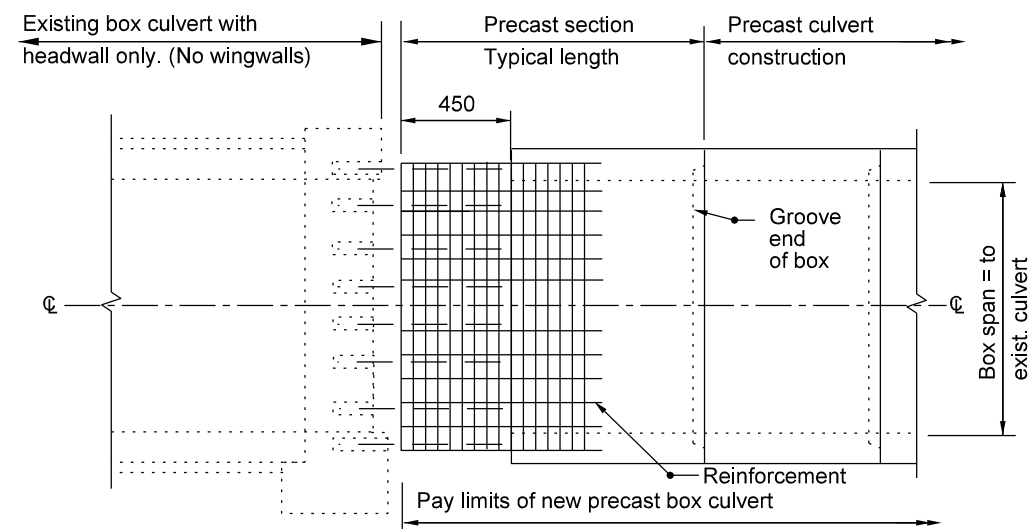 Existing box culvert with
headwall only. (No wingwalls)
Precast section
Typical length
Precast culvert
construction
450
Groove
end
of box
℄
℄
Box span = to
exist. culvert
Reinforcement
Pay limits of new precast box culvert